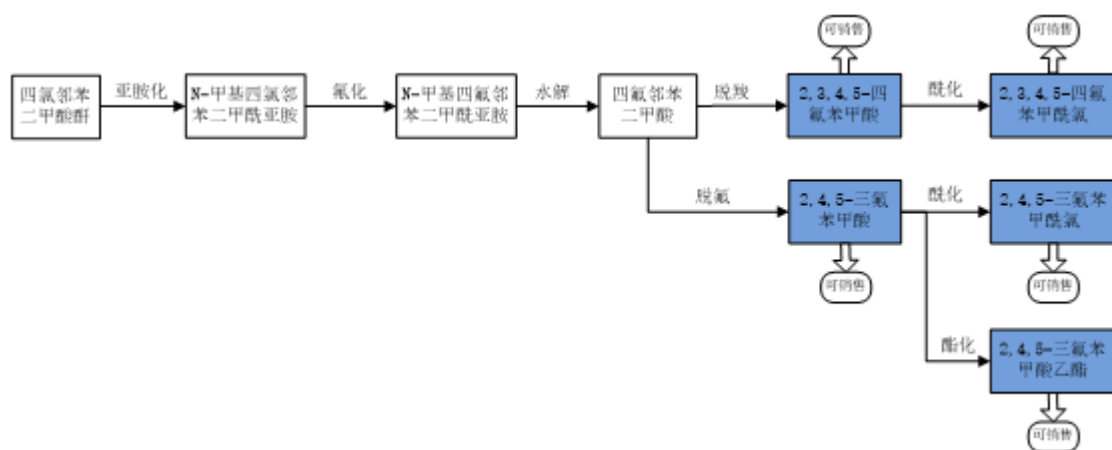 可销售
可销售
四氯邻苯
二甲酸酐
亚胺化
N-甲基四氯邻
苯二甲酰亚胺
氟化
N-甲基四氟邻
苯二甲酰亚胺
水解
四氟邻苯
二甲酸
脱羧
2,3,4,5-四
氟苯甲酸
酰化
2,3,4,5-四氟
苯甲酰氯
脱氟
2,4,5-三氟
苯甲酸
酰化
2,4,5-三氟苯
甲酰氯
可销售
可销售
酯化
2,4,5-三氟苯
甲酸乙酯
可销售